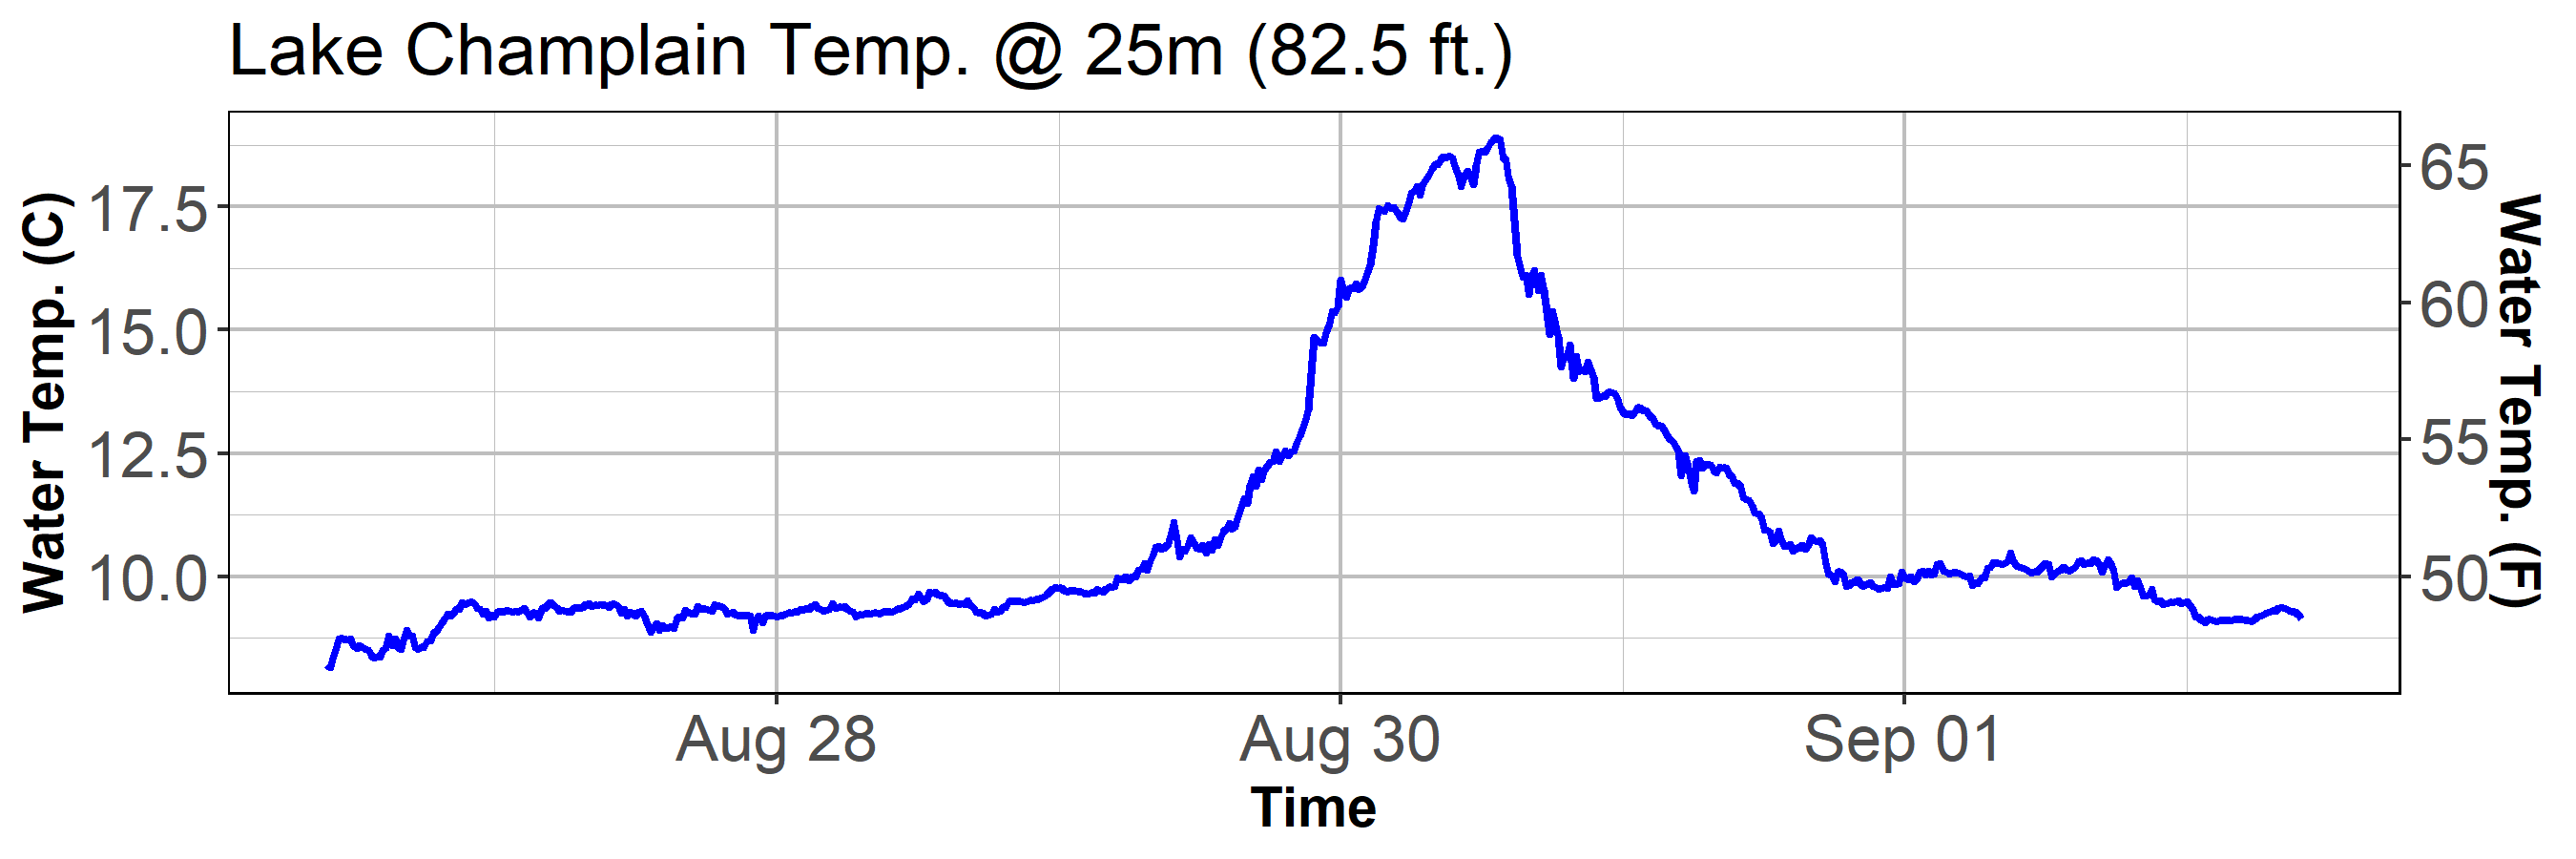 Lake Champlain Temp. @ 25m (82.5 ft.)
Water Temp. (C)
17.5
15.0
12.5
10.0
65
60
55
50
Water Temp. (F)
Aug 28
Aug 30
Sep 01
Time